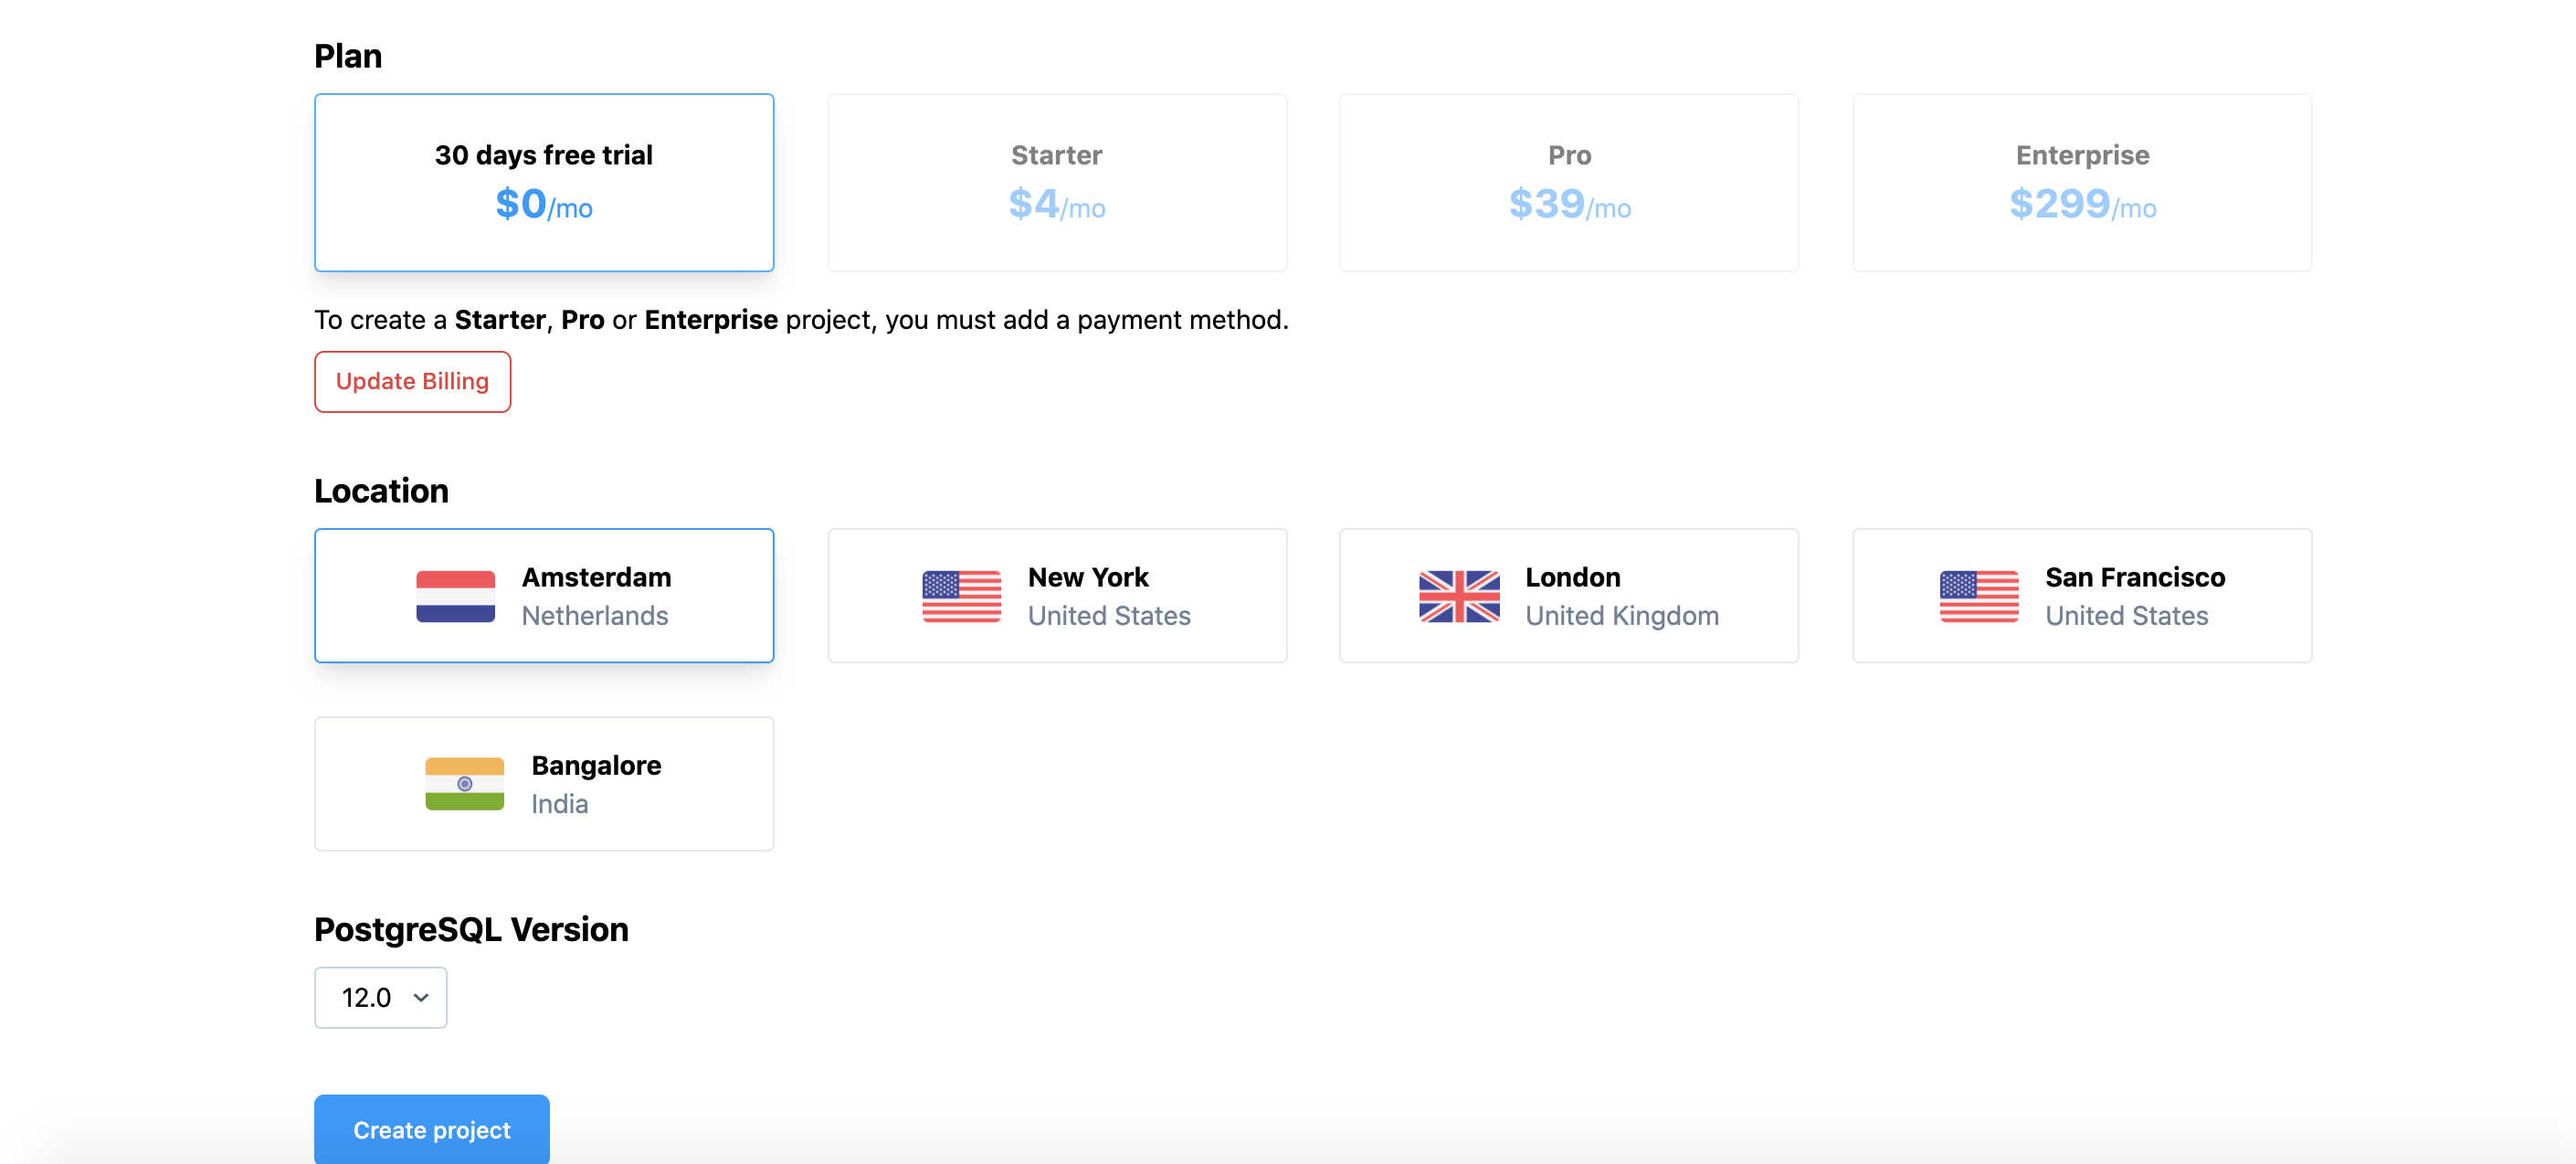 Plan
30 days free trial
$0/mo
Starter
$4/mo
Pro
$39/mo
Enterprise
$299/mo
To create a Starter, Pro or Enterprise project, you must add a payment method.
Update Billing
Location
Amsterdam
Netherlands
New York
United States
London
United Kingdom
San Francisco
United States
Bangalore
India
PostgreSQL Version
12.0
Create project